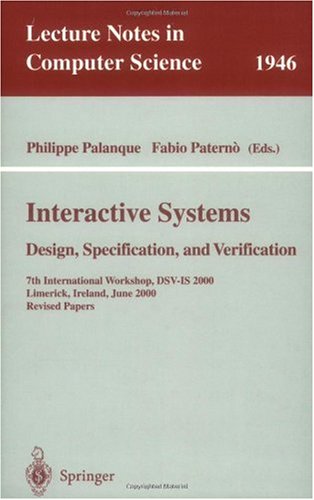 Lecture Notes in
Computer Science 1946
Philippe Palanque Fabio Paternò (Eds.)
Interactive Systems
Design, Specification, and Verification
7th International Workshop, DSV-IS 2000
Limerick, Ireland, June 2000
Revised Papers
Springer